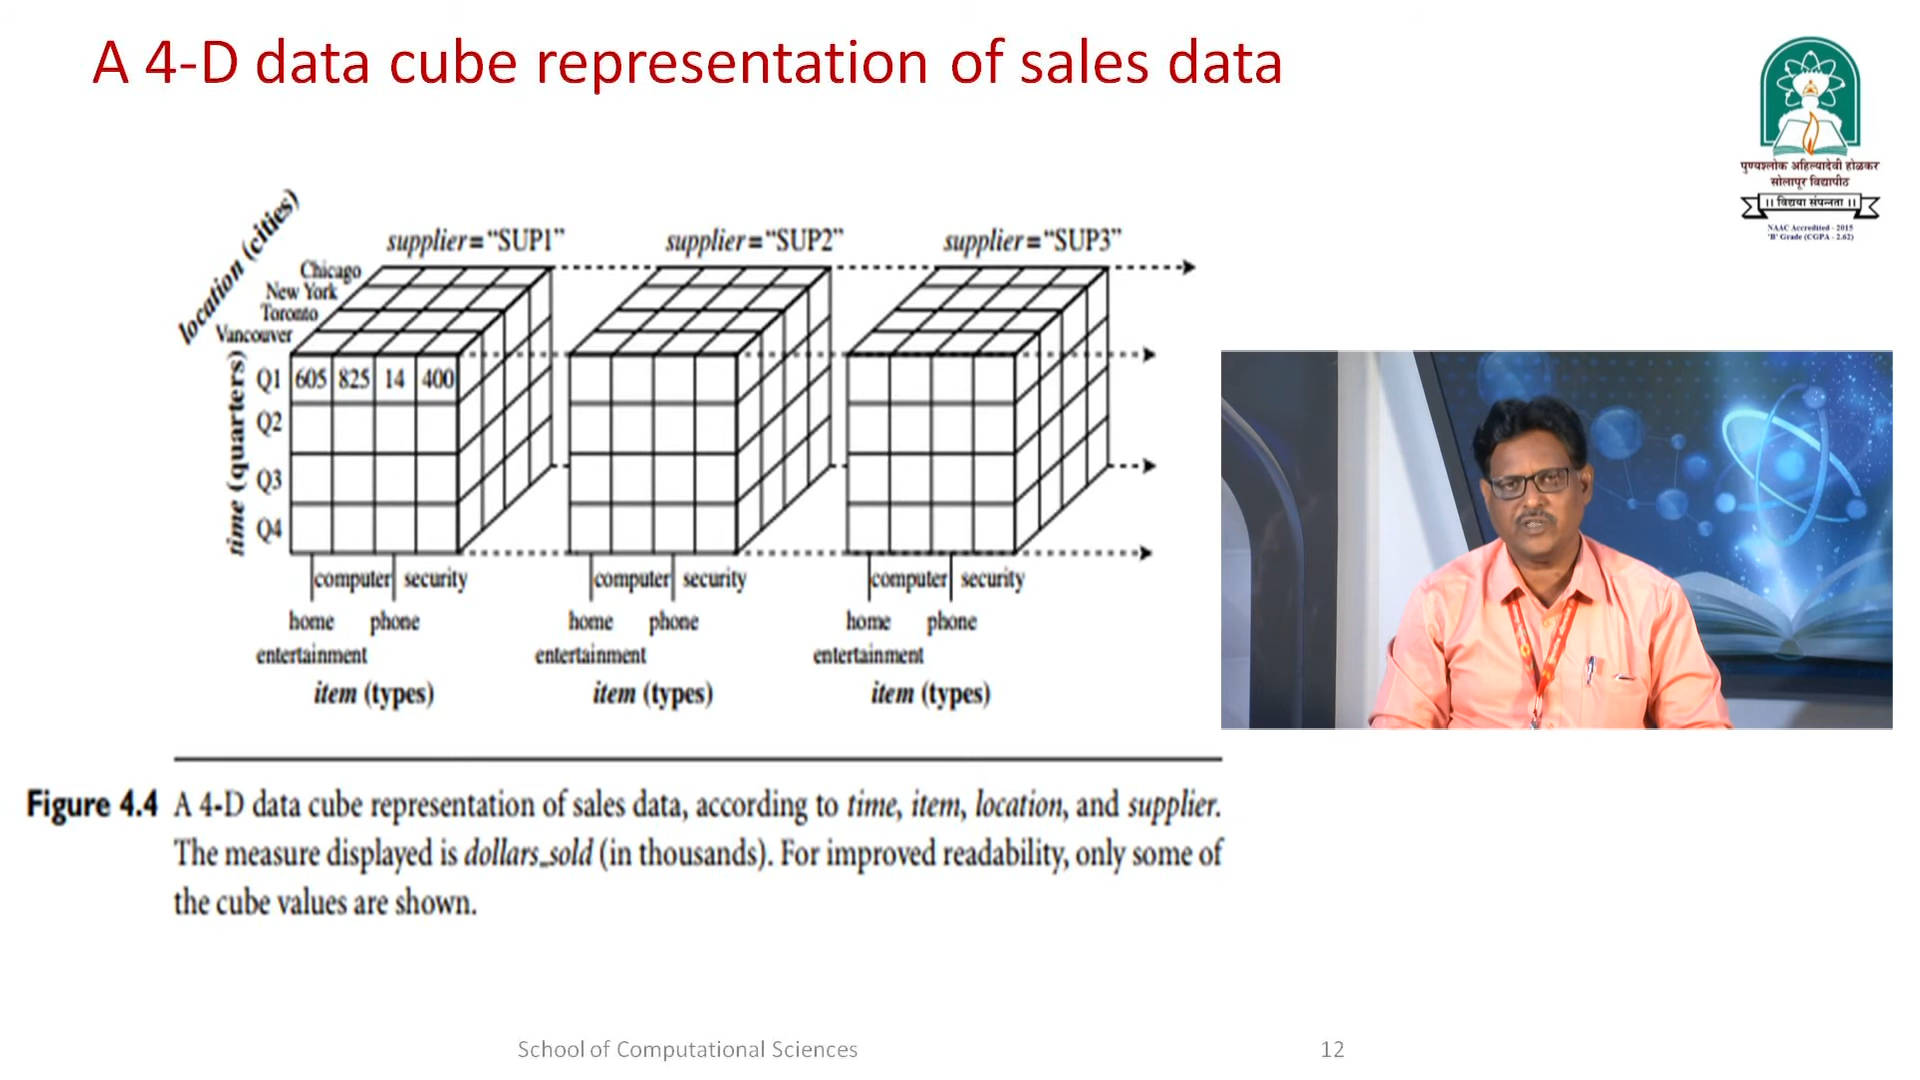 A 4-D data cube representation of sales data
पुण्यश्लोक अहिल्यादेवी होळकर
सोलापूर विद्यापीठ
।। विद्यया संपन्नता ।।
NAAC Accredited - 2015
'B' Grade (CGPA - 2.62)
location (cities)
supplier="SUP1" supplier="SUP2" supplier="SUP3"
Chicago
New York
Toronto
Vancouver
time (quarters)
Q1 605 825 14 400
Q2
Q3
Q4
computer security computer security computer security
home phone home phone home phone
entertainment entertainment entertainment
item (types) item (types) item (types)
Figure 4.4 A 4-D data cube representation of sales data, according to time, item, location, and supplier.
The measure displayed is dollars_sold (in thousands). For improved readability, only some of
the cube values are shown.
School of Computational Sciences 12